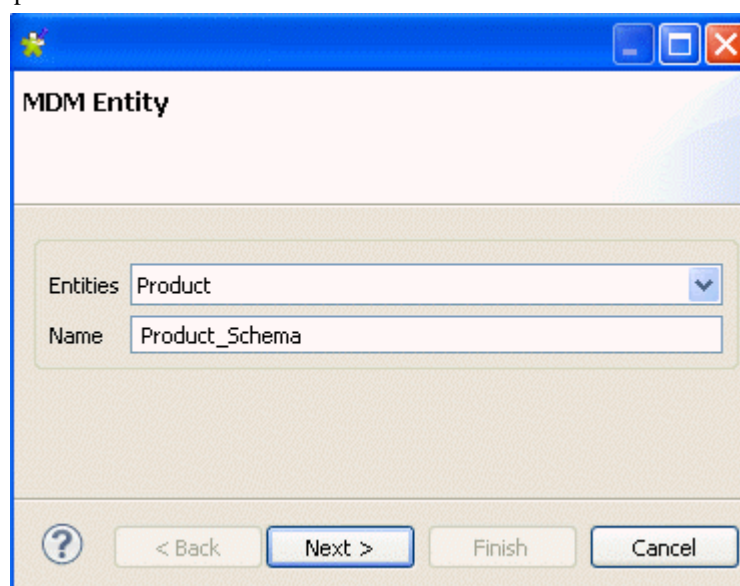 MDM Entity
Entities Product
Name Product_Schema
? < Back Next > Finish Cancel